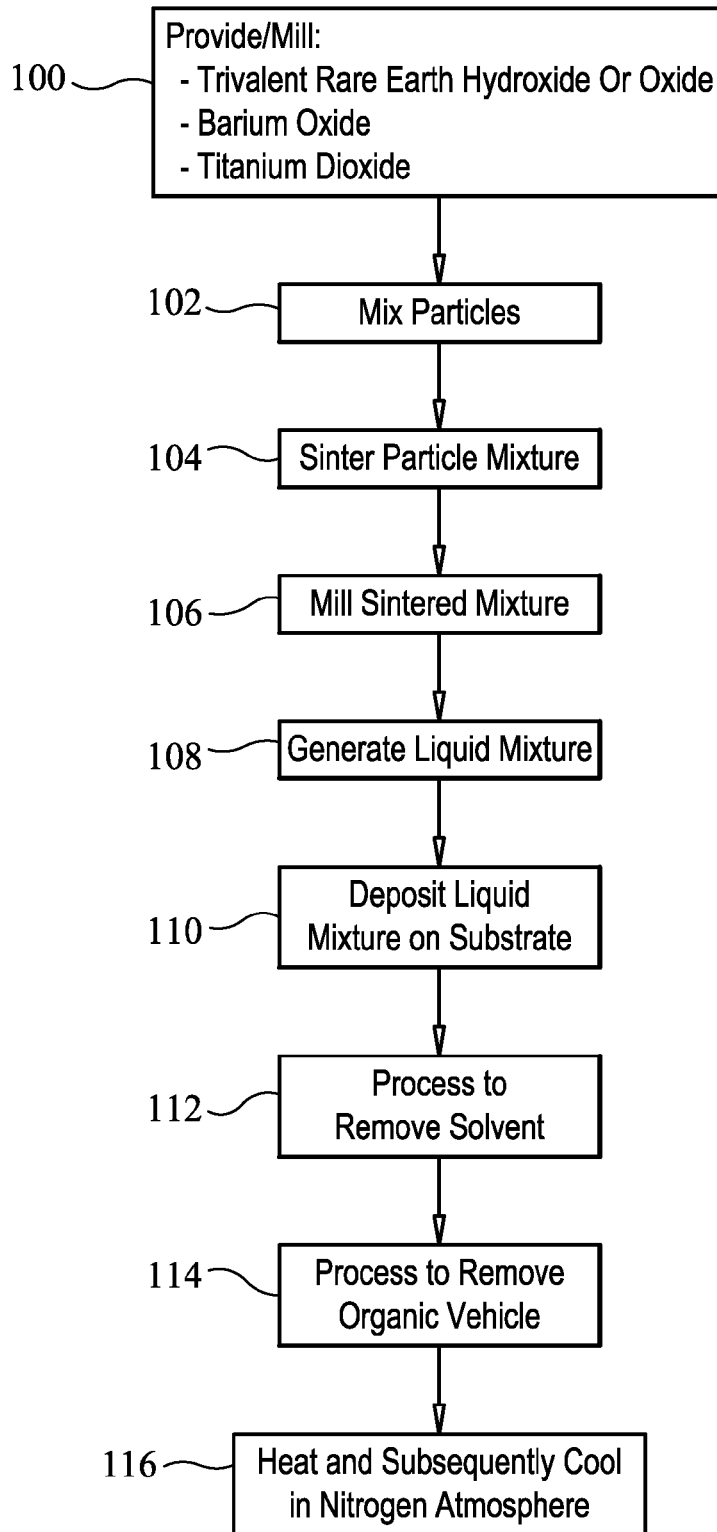 Provide/Mill:
100
- Trivalent Rare Earth Hydroxide Or Oxide
- Barium Oxide
- Titanium Dioxide
102
Mix Particles
104
Sinter Particle Mixture
106
Mill Sintered Mixture
108
Generate Liquid Mixture
110
Deposit Liquid
Mixture on Substrate
112
Process to
Remove Solvent
114
Process to Remove
Organic Vehicle
116
Heat and Subsequently Cool
in Nitrogen Atmosphere